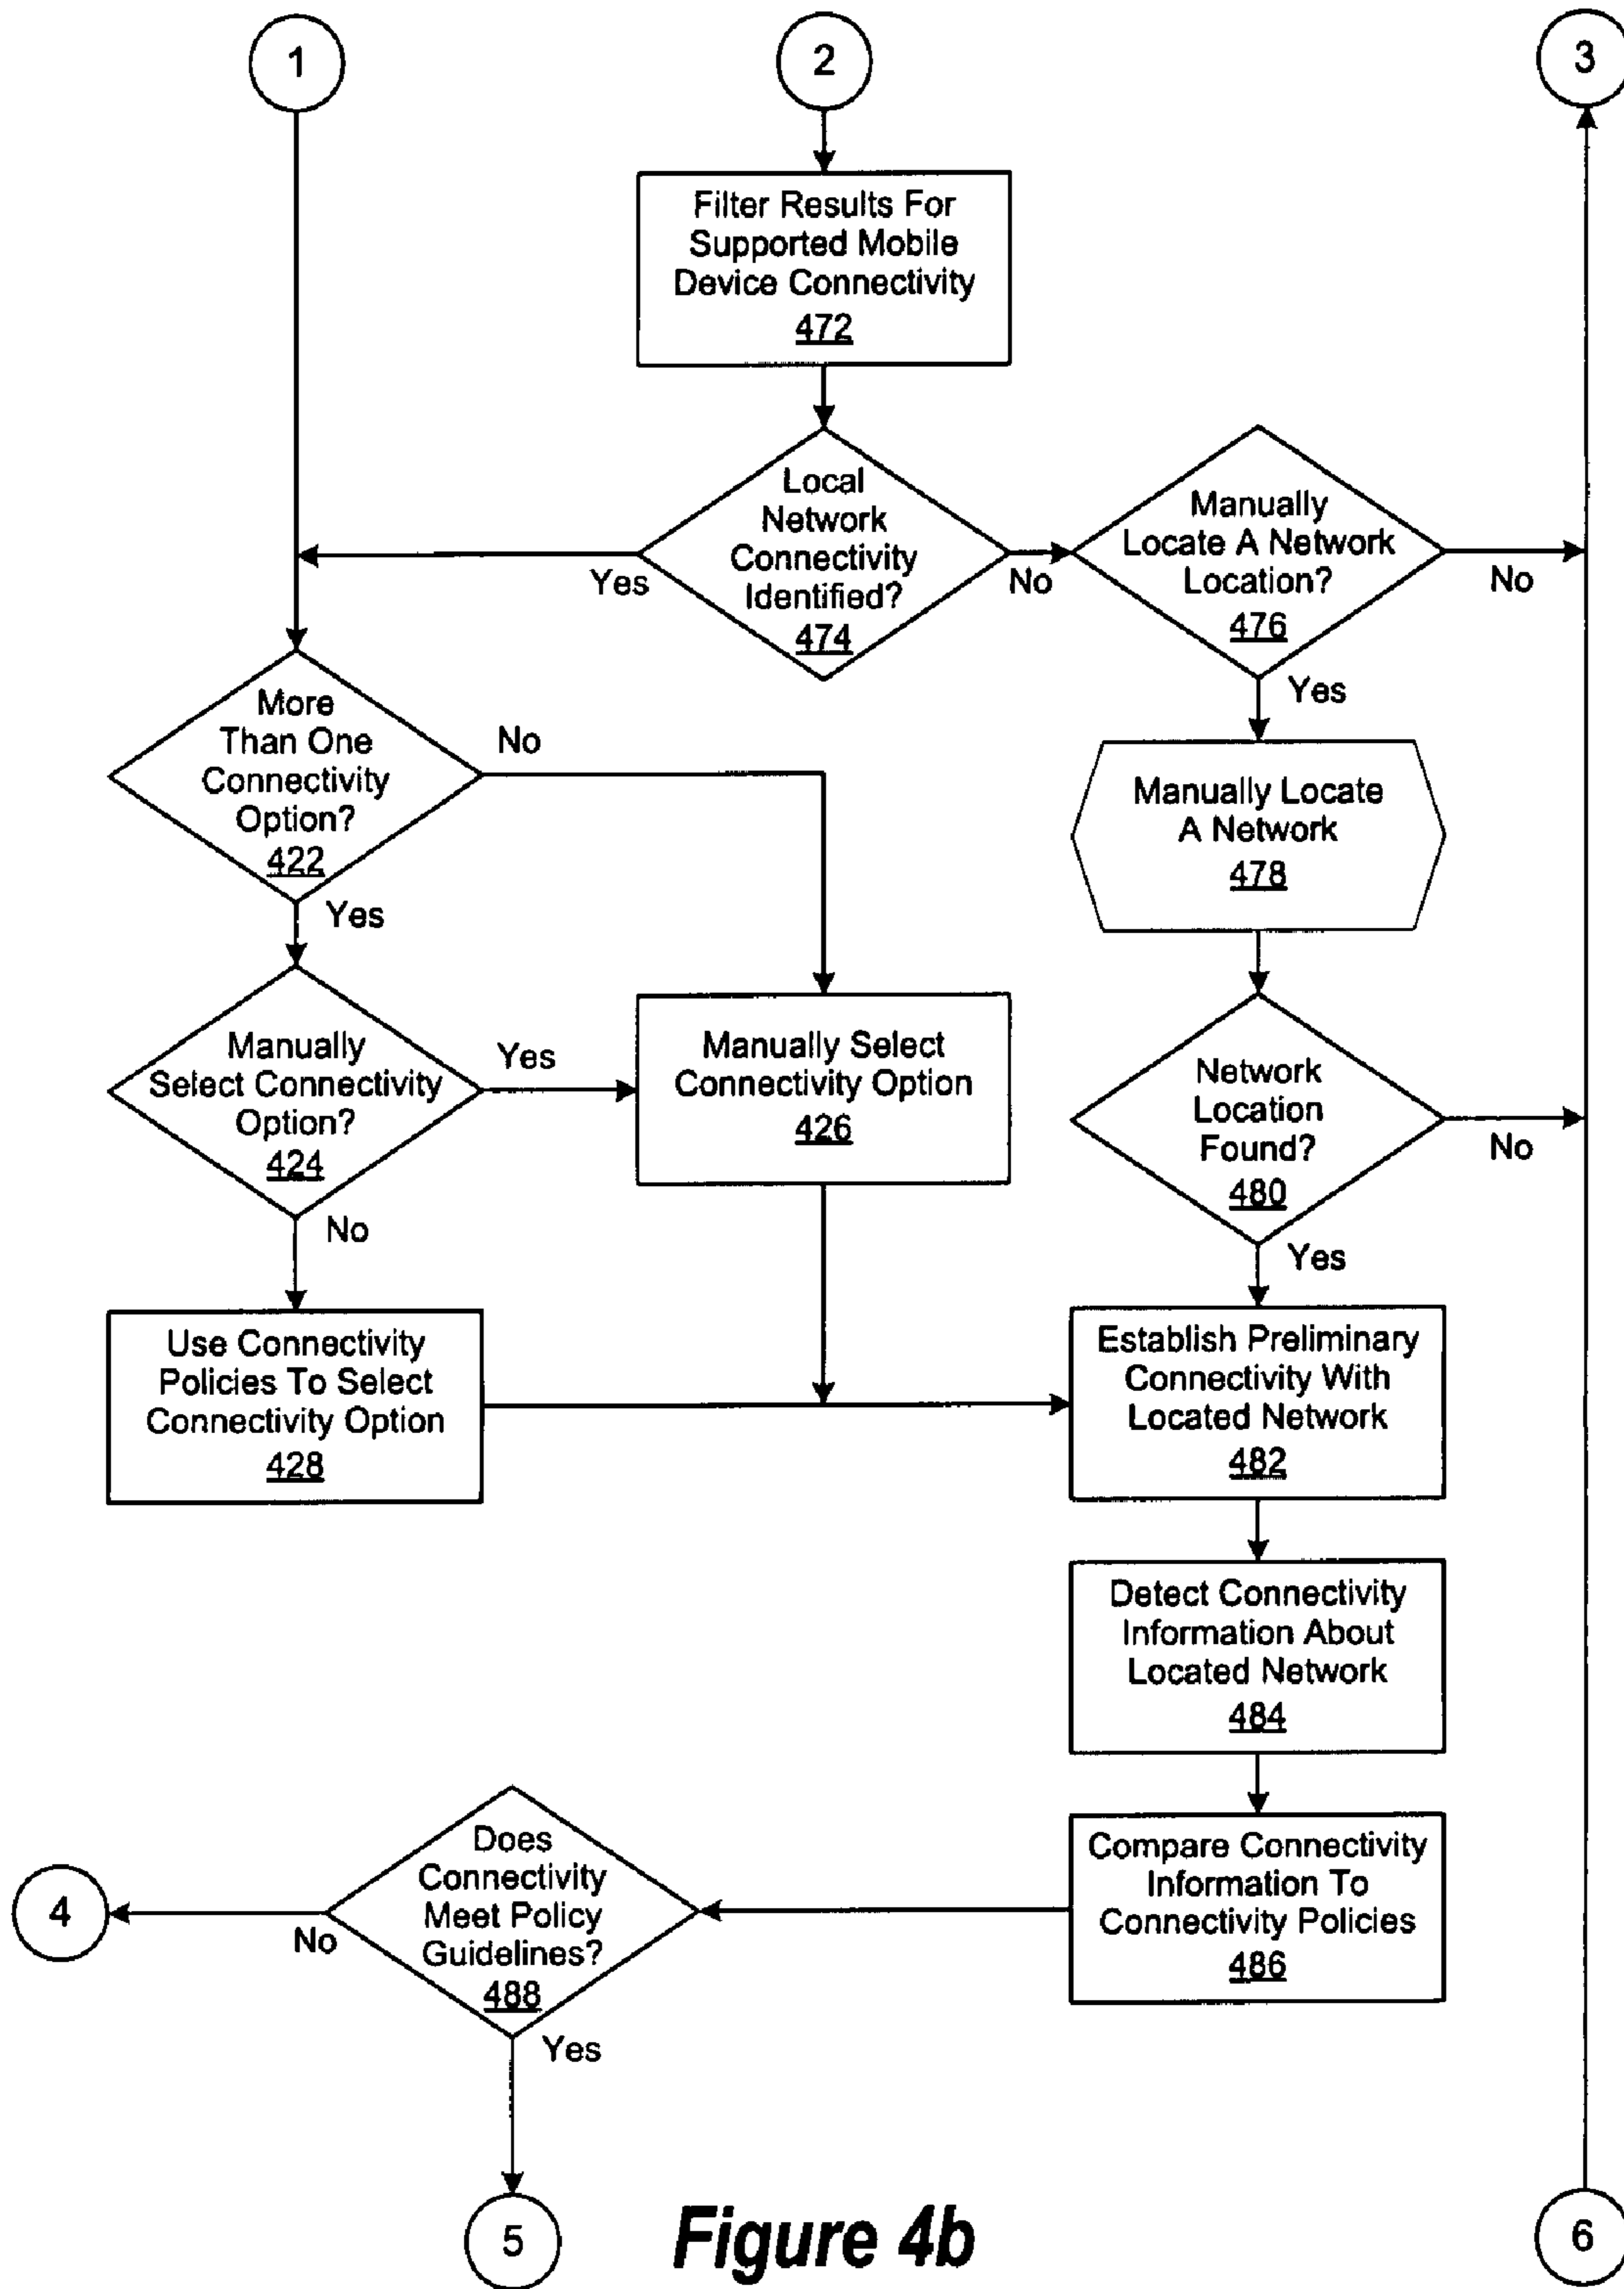 1
2
3
Filter Results For
Supported Mobile
Device Connectivity
472
Local
Network
Connectivity
Identified?
474
Yes
No
Manually
Locate A Network
Location?
476
No
Yes
More
Than One
Connectivity
Option?
422
No
Yes
Manually Locate
A Network
478
Manually
Select Connectivity
Option?
424
Yes
No
Manually Select
Connectivity Option
426
Network
Location
Found?
480
No
Yes
Use Connectivity
Policies To Select
Connectivity Option
428
Establish Preliminary
Connectivity With
Located Network
482
Detect Connectivity
Information About
Located Network
484
Compare Connectivity
Information To
Connectivity Policies
486
Does
Connectivity
Meet Policy
Guidelines?
488
No
Yes
4
5
6
Figure 4b